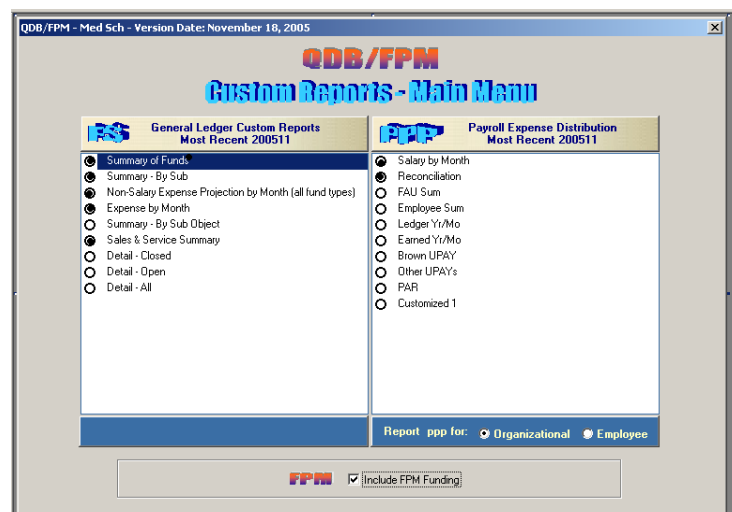 QDB/FPM - Med Sch - Version Date: November 18, 2005
QDB/FPM
Custom Reports - Main Menu
FS
General Ledger Custom Reports
Most Recent 200511
PPP
Payroll Expense Distribution
Most Recent 200511
Summary of Funds
Summary - By Sub
Non-Salary Expense Projection by Month (all fund types)
Expense by Month
Summary - By Sub Object
Sales & Service Summary
Detail - Closed
Detail - Open
Detail - All
Salary by Month
Reconciliation
FAU Sum
Employee Sum
Ledger Yr/Mo
Earned Yr/Mo
Brown UPAY
Other UPAY's
PAR
Customized 1
Report ppp for: Organizational Employee
FPM Include FPM Funding